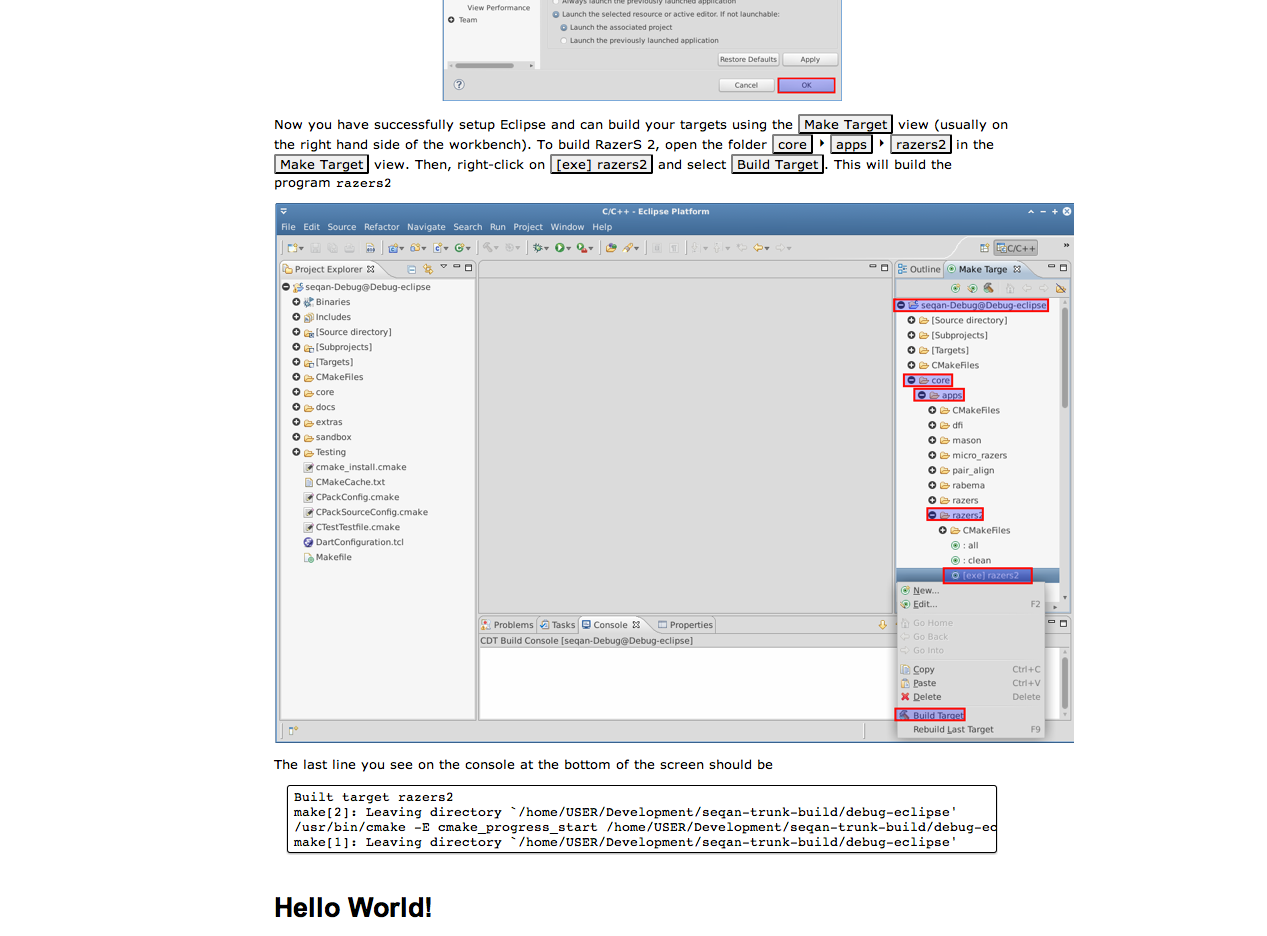 View Performance
Team
Always launch the previously launched application
Launch the selected resource or active editor. If not launchable:
Launch the associated project
Launch the previously launched application
Restore Defaults
Apply
?
Cancel
OK
Now you have successfully setup Eclipse and can build your targets using the Make Target view (usually on
the right hand side of the workbench). To build RazerS 2, open the folder core ‣ apps ‣ razers2 in the
Make Target view. Then, right-click on [exe] razers2 and select Build Target. This will build the
program razers2
C/C++ - Eclipse Platform
File Edit Source Refactor Navigate Search Run Project Window Help
C/C++
Project Explorer
seqan-Debug@Debug-eclipse
Binaries
Includes
[Source directory]
[Subprojects]
[Targets]
CMakeFiles
core
docs
extras
sandbox
Testing
cmake_install.cmake
CMakeCache.txt
CPackConfig.cmake
CPackSourceConfig.cmake
CTestTestfile.cmake
DartConfiguration.tcl
Makefile
Problems Tasks Console Properties
CDT Build Console [seqan-Debug@Debug-eclipse]
Outline Make Targe
seqan-Debug@Debug-eclipse
[Source directory]
[Subprojects]
[Targets]
CMakeFiles
core
apps
CMakeFiles
dfi
mason
micro_razers
pair_align
rabema
razers
razers2
CMakeFiles
: all
: clean
[exe] razers2
New...
Edit... F2
Go Home
Go Back
Go Into
Copy Ctrl+C
Paste Ctrl+V
Delete Delete
Build Target
Rebuild Last Target F9
The last line you see on the console at the bottom of the screen should be
Built target razers2
make[2]: Leaving directory `/home/USER/Development/seqan-trunk-build/debug-eclipse'
/usr/bin/cmake -E cmake_progress_start /home/USER/Development/seqan-trunk-build/debug-ec
make[1]: Leaving directory `/home/USER/Development/seqan-trunk-build/debug-eclipse'
Hello World!